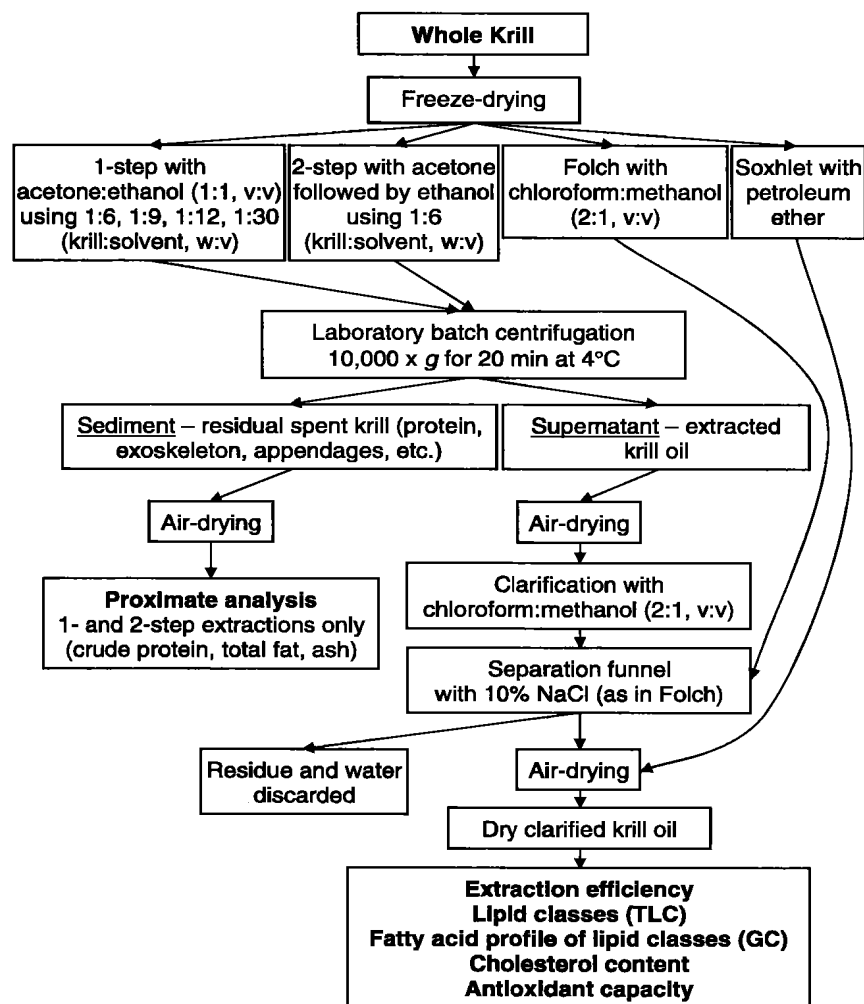 Whole Krill
Freeze-drying
1-step with
acetone:ethanol (1:1, v:v)
using 1:6, 1:9, 1:12, 1:30
(krill:solvent, w:v)
2-step with acetone
followed by ethanol
using 1:6
(krill:solvent, w:v)
Folch with
chloroform:methanol
(2:1, v:v)
Soxhlet with
petroleum
ether
Laboratory batch centrifugation
10,000 x g for 20 min at 4°C
Sediment – residual spent krill (protein,
exoskeleton, appendages, etc.)
Supernatant – extracted
krill oil
Air-drying
Air-drying
Proximate analysis
1- and 2-step extractions only
(crude protein, total fat, ash)
Clarification with
chloroform:methanol (2:1, v:v)
Separation funnel
with 10% NaCl (as in Folch)
Residue and water
discarded
Air-drying
Dry clarified krill oil
Extraction efficiency
Lipid classes (TLC)
Fatty acid profile of lipid classes (GC)
Cholesterol content
Antioxidant capacity